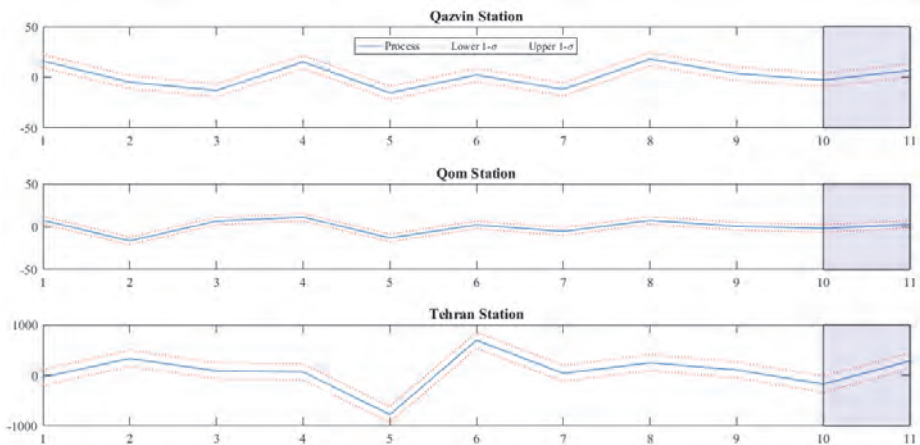 Qazvin Station
50
Process Lower 1-σ Upper 1-σ
0
-50
1 2 3 4 5 6 7 8 9 10 11
Qom Station
50
0
-50
1 2 3 4 5 6 7 8 9 10 11
Tehran Station
1000
0
-1000
1 2 3 4 5 6 7 8 9 10 11